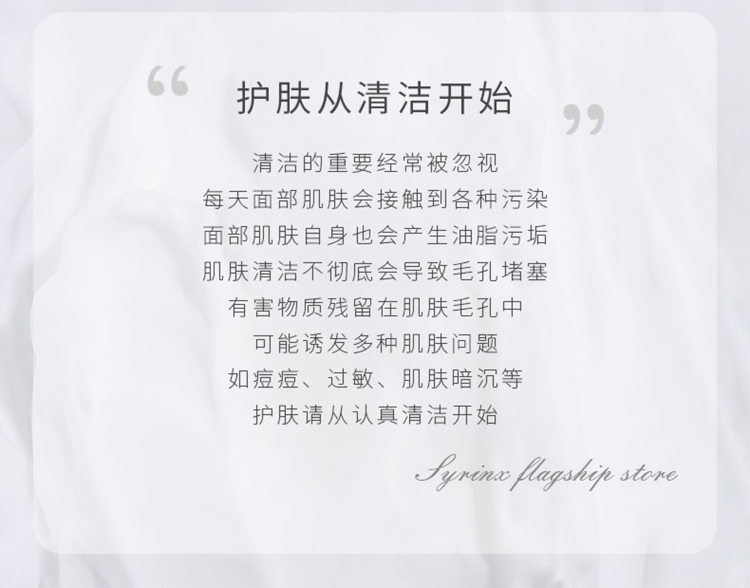 “
护肤从清洁开始
”
清洁的重要经常被忽视
每天面部肌肤会接触到各种污染
面部肌肤自身也会产生油脂污垢
肌肤清洁不彻底会导致毛孔堵塞
有害物质残留在肌肤毛孔中
可能诱发多种肌肤问题
如痘痘、过敏、肌肤暗沉等
护肤请从认真清洁开始
Syrinx flagship store